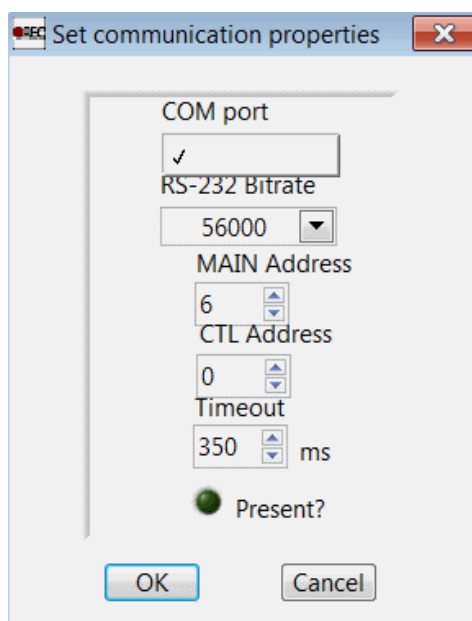 REC Set communication properties
COM port
✓
RS-232 Bitrate
56000
MAIN Address
6
CTL Address
0
Timeout
350 ms
Present?
OK Cancel